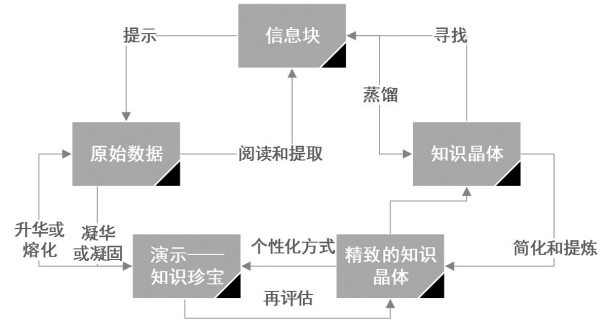 信息块
提示
寻找
蒸馏
原始数据
阅读和提取
知识晶体
升华或
熔化
凝华
或凝固
演示——
知识珍宝
个性化方式
精致的知识
晶体
简化和提炼
再评估